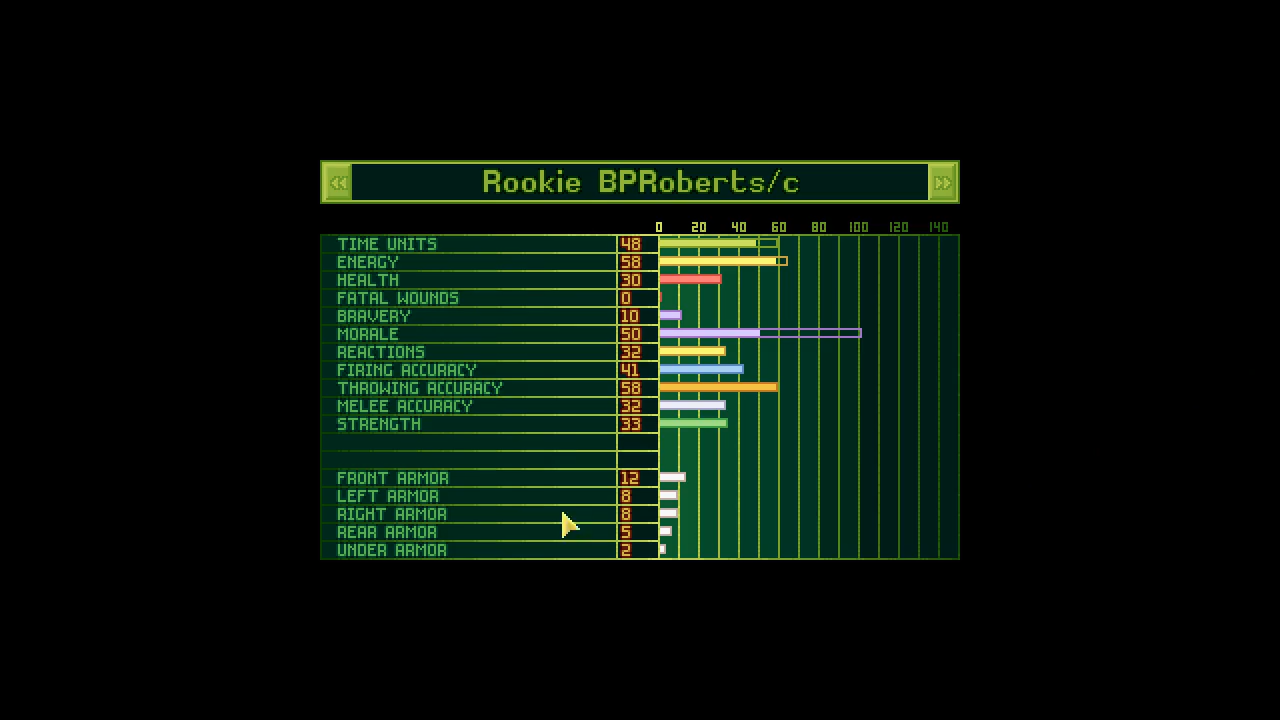 Rookie BPRoberts/c
0 20 40 60 80 100 120 140
TIME UNITS 48
ENERGY 58
HEALTH 30
FATAL WOUNDS 0
BRAVERY 10
MORALE 50
REACTIONS 32
FIRING ACCURACY 41
THROWING ACCURACY 58
MELEE ACCURACY 32
STRENGTH 33
FRONT ARMOR 12
LEFT ARMOR 8
RIGHT ARMOR 8
REAR ARMOR 5
UNDER ARMOR 2